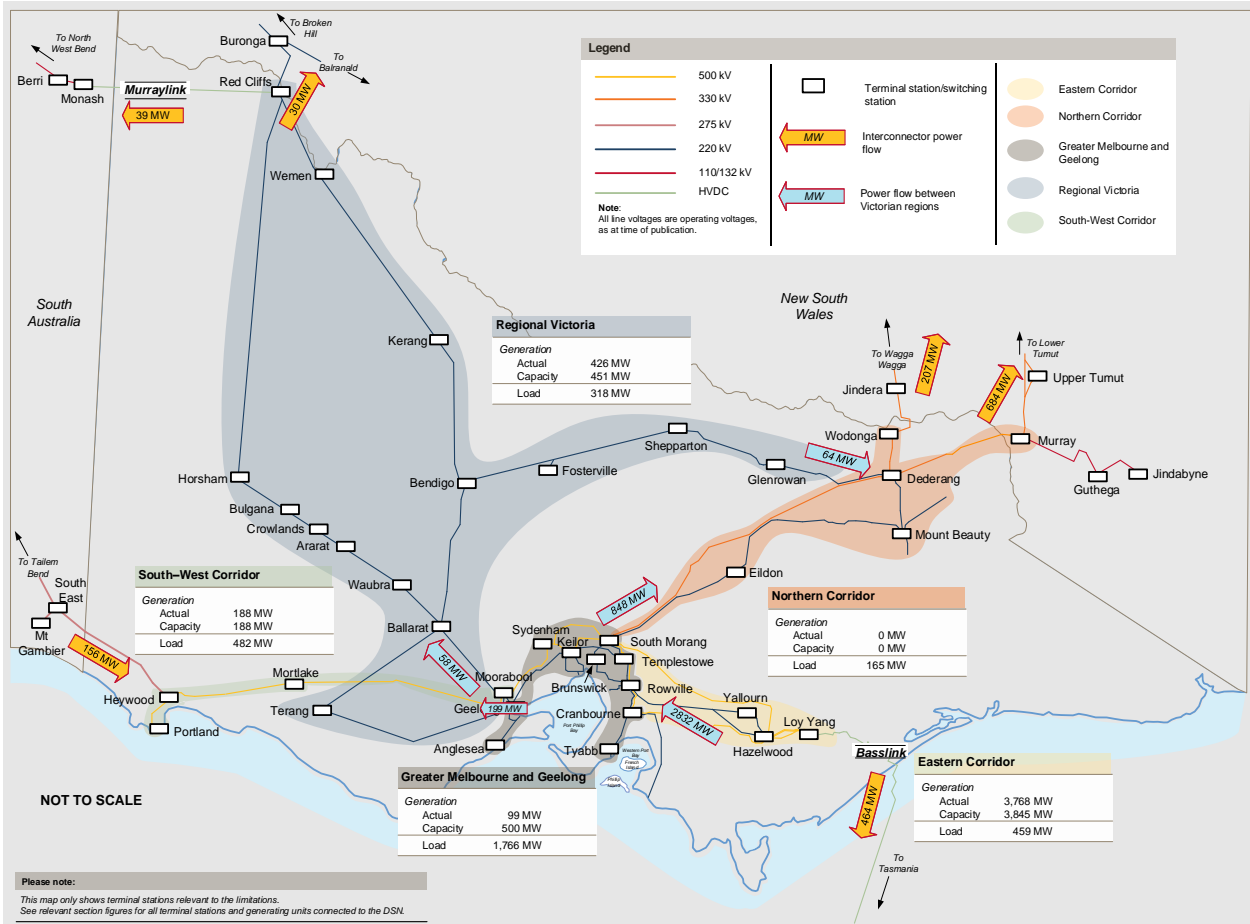 To North
West Bend
To Broken
Hill
Buronga
To
Balranald
Berri
Monash
Murraylink
Red Cliffs
39 MW
30 MW
Wemen
Legend
500 kV
330 kV
275 kV
220 kV
110/132 kV
HVDC
Note:
All line voltages are operating voltages,
as at time of publication.
Terminal station/switching
station
MW
Interconnector power
flow
MW
Power flow between
Victorian regions
Eastern Corridor
Northern Corridor
Greater Melbourne and
Geelong
Regional Victoria
South-West Corridor
South
Australia
New South
Wales
Kerang
Regional Victoria
Generation
Actual 426 MW
Capacity 451 MW
Load 318 MW
To Wagga
Wagga
207 MW
To Lower
Tumut
Jindera
684 MW
Upper Tumut
Wodonga
Murray
Shepparton
64 MW
Fosterville
Glenrowan
Dederang
Guthega
Jindabyne
Horsham
Bendigo
Bulgana
Crowlands
Ararat
Mount Beauty
To Tailem
Bend
South
East
Mt
Gambier
156 MW
South–West Corridor
Generation
Actual 188 MW
Capacity 188 MW
Load 482 MW
Waubra
Eildon
848 MW
Northern Corridor
Generation
Actual 0 MW
Capacity 0 MW
Load 165 MW
Ballarat
58 MW
Sydenham
Keilor
South Morang
Templestowe
Brunswick
Rowville
Mortlake
Moorabool
Heywood
Terang
Geel
199 MW
Cranbourne
2832 MW
Yallourn
Loy Yang
Hazelwood
Portland
Anglesea
Port Phillip
Bay
Tyabb
Western Port
Bay
French
Island
Phillip
Island
Basslink
464 MW
Eastern Corridor
Generation
Actual 3,768 MW
Capacity 3,845 MW
Load 459 MW
To
Tasmania
NOT TO SCALE
Greater Melbourne and Geelong
Generation
Actual 99 MW
Capacity 500 MW
Load 1,766 MW
Please note:
This map only shows terminal stations relevant to the limitations.
See relevant section figures for all terminal stations and generating units connected to the DSN.